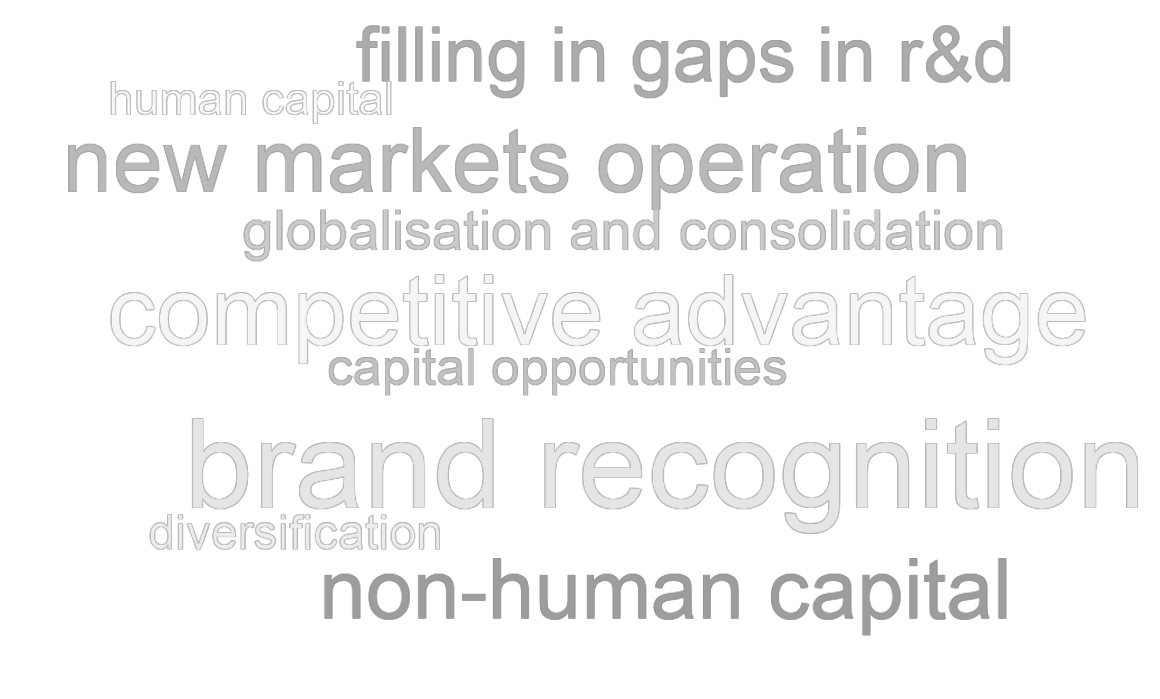 filling in gaps in r&d
human capital
new markets operation
globalisation and consolidation
competitive advantage
capital opportunities
brand recognition
diversification
non-human capital